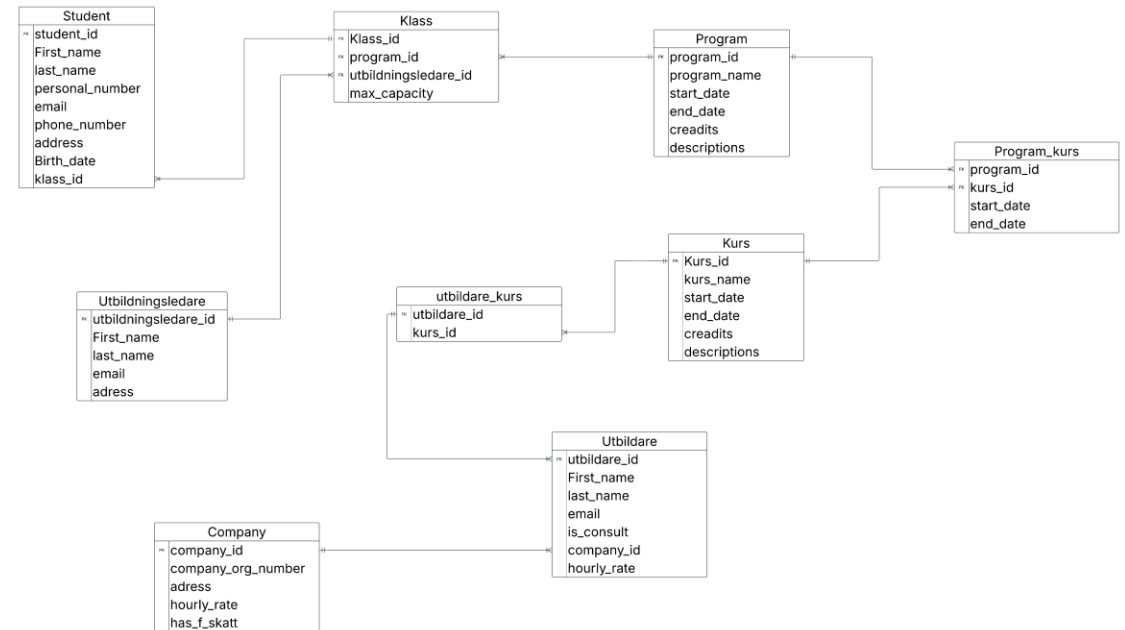 Student
PK student_id
First_name
last_name
personal_number
email
phone_number
address
Birth_date
klass_id
Klass
Klass_id
program_id
utbildningsledare_id
max_capacity
Program
program_id
program_name
start_date
end_date
creadits
descriptions
Program_kurs
program_id
kurs_id
start_date
end_date
Kurs
Kurs_id
kurs_name
start_date
end_date
creadits
descriptions
utbildare_kurs
utbildare_id
kurs_id
Utbildningsledare
utbildningsledare_id
First_name
last_name
email
adress
Utbildare
utbildare_id
First_name
last_name
email
is_consult
company_id
hourly_rate
Company
company_id
company_org_number
adress
hourly_rate
has_f_skatt